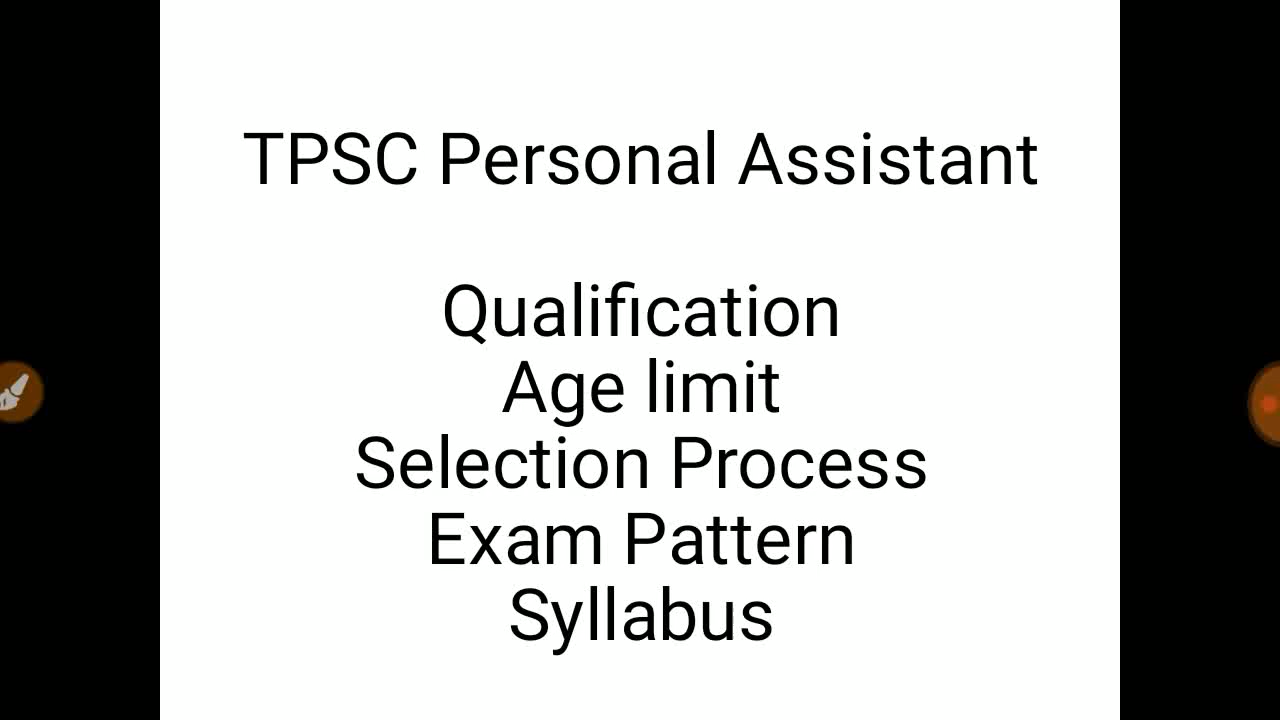 TPSC Personal Assistant
Qualification
Age limit
Selection Process
Exam Pattern
Syllabus